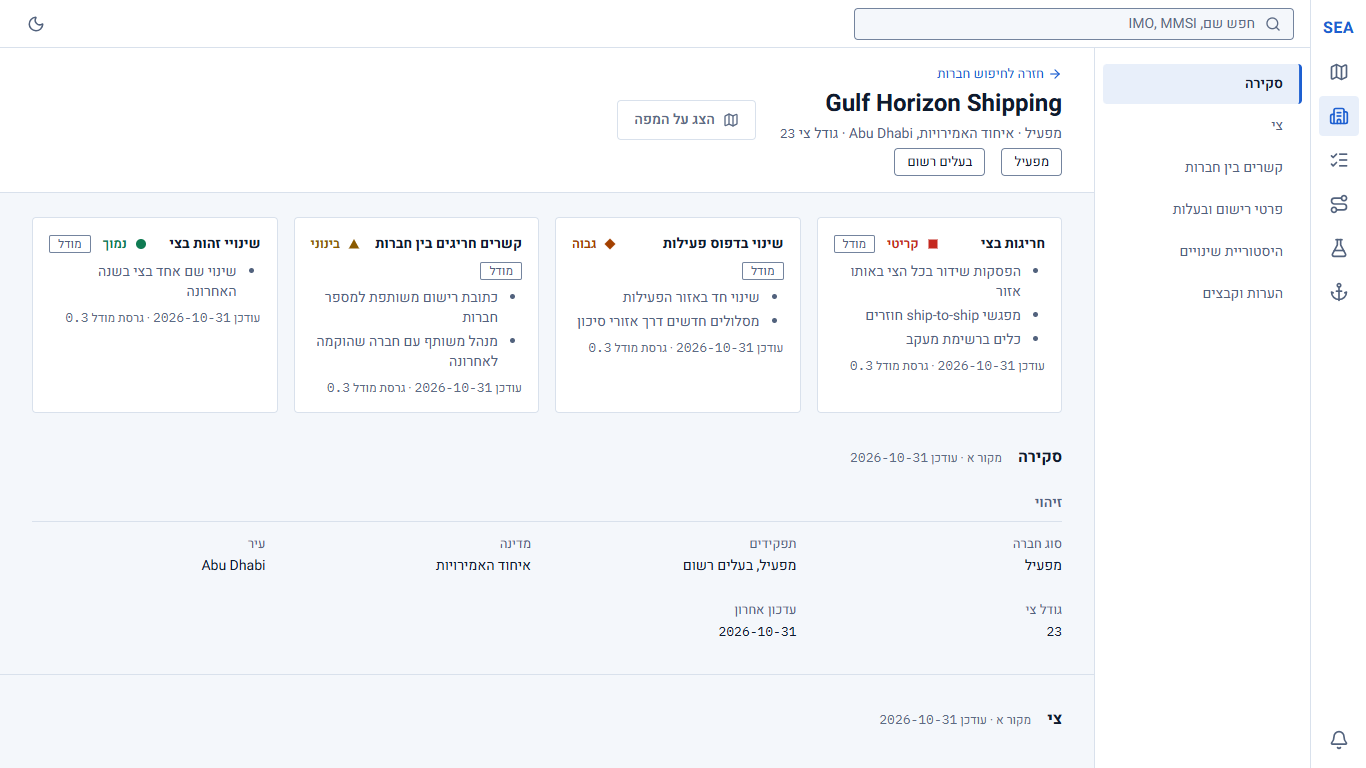 SEA
חפש שם, IMO, MMSI
סקירה
צי
קשרים בין חברות
פרטי רישום ובעלות
היסטוריית שינויים
הערות וקבצים
חזרה לחיפוש חברות
Gulf Horizon Shipping
מפעיל · איחוד האמירויות, Abu Dhabi · גודל צי 23
מפעיל
בעלים רשום
הצג על המפה
חריגות בצי
קריטי
מודל
הפסקות שידור בכל הצי באותו
אזור
מפגשי ship-to-ship חוזרים
כלים ברשימת מעקב
עודכן 2026-10-31 · גרסת מודל 0.3
שינוי בדפוס פעילות
גבוה
מודל
שינוי חד באזור הפעילות
מסלולים חדשים דרך אזורי סיכון
עודכן 2026-10-31 · גרסת מודל 0.3
קשרים חריגים בין חברות
בינוני
מודל
כתובת רישום משותפת למספר
חברות
מנהל משותף עם חברה שהוקמה
לאחרונה
עודכן 2026-10-31 · גרסת מודל 0.3
שינויי זהות בצי
נמוך
מודל
שינוי שם אחד בצי בשנה
האחרונה
עודכן 2026-10-31 · גרסת מודל 0.3
סקירה
מקור א · עודכן 2026-10-31
זיהוי
סוג חברה
מפעיל
תפקידים
מפעיל, בעלים רשום
מדינה
איחוד האמירויות
עיר
Abu Dhabi
גודל צי
23
עדכון אחרון
2026-10-31
צי
מקור א · עודכן 2026-10-31